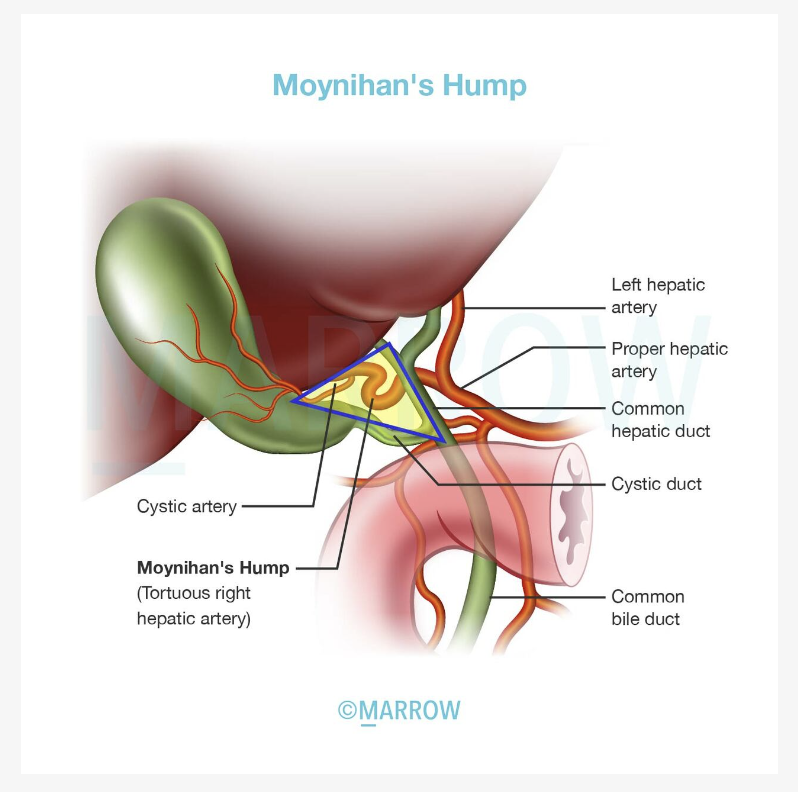 Moynihan's Hump
Left hepatic
artery
Proper hepatic
artery
Common
hepatic duct
Cystic duct
Cystic artery
Moynihan's Hump
(Tortuous right
hepatic artery)
Common
bile duct
MARROW
©MARROW